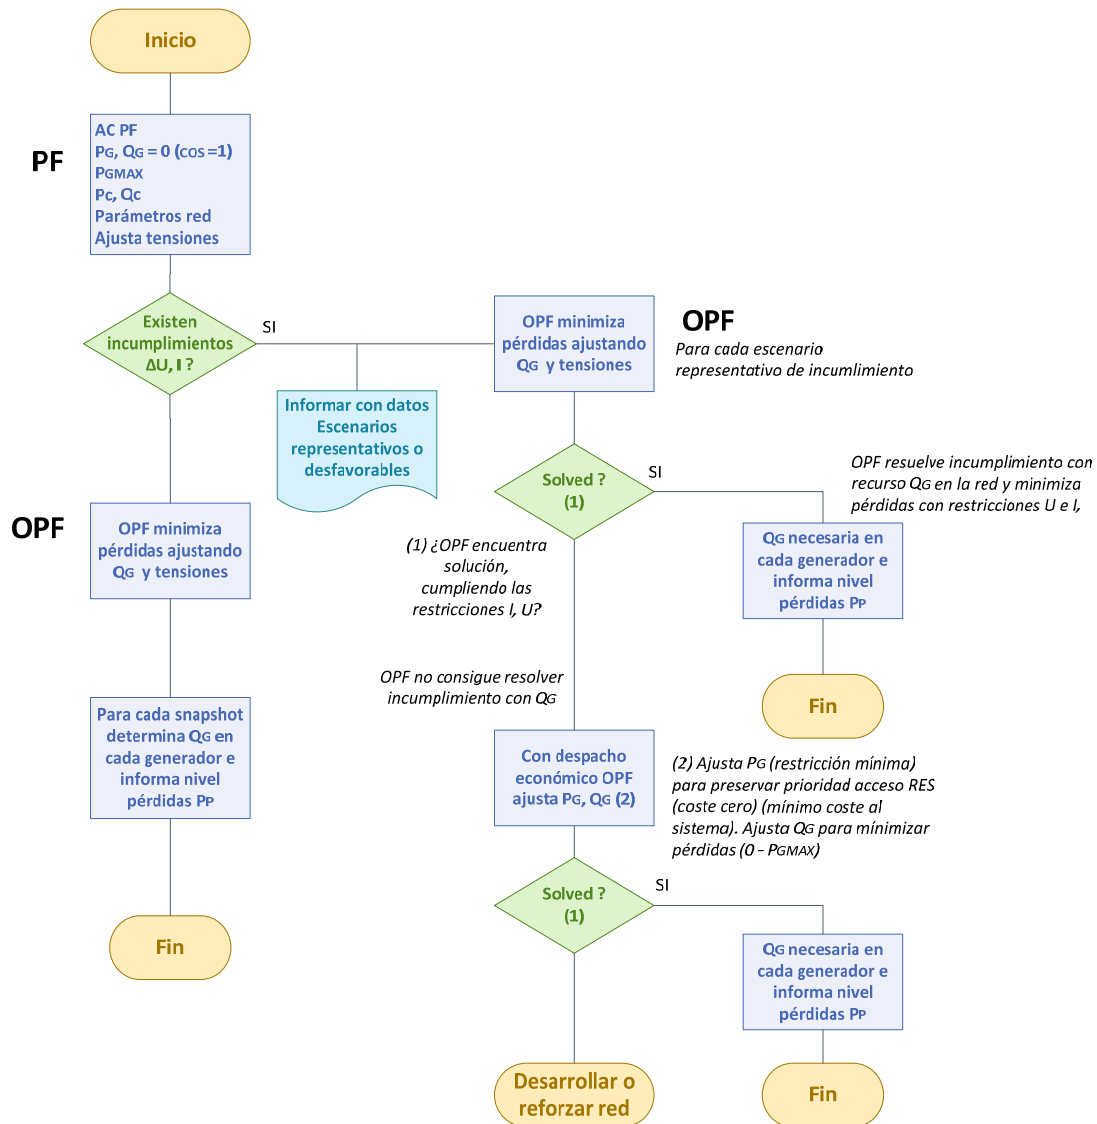 Inicio
PF
AC PF
PG, QG = 0 (COS =1)
PGMAX
PC, QC
Parámetros red
Ajusta tensiones
Existen
incumplimientos
ΔU, I ?
SI
OPF minimiza
pérdidas ajustando
QG y tensiones
OPF
Para cada escenario
representativo de incumlimiento
Informar con datos
Escenarios
representativos o
desfavorables
Solved ?
(1)
SI
OPF resuelve incumplimiento con
recurso QG en la red y minimiza
pérdidas con restricciones U e I,
(1) ¿OPF encuentra
solución,
cumpliendo las
restricciones I, U?
QG necesaria en
cada generador e
informa nivel
pérdidas PP
Fin
OPF
OPF minimiza
pérdidas ajustando
QG y tensiones
OPF no consigue resolver
incumplimiento con QG
Para cada snapshot
determina QG en
cada generador e
informa nivel
pérdidas PP
Fin
Con despacho
económico OPF
ajusta PG, QG (2)
(2) Ajusta PG (restricción mínima)
para preservar prioridad acceso RES
(coste cero) (mínimo coste al
sistema). Ajusta QG para mínimizar
pérdidas (0 - PGMAX)
Solved ?
(1)
SI
QG necesaria en
cada generador e
informa nivel
pérdidas PP
Desarrollar o
reforzar red
Fin